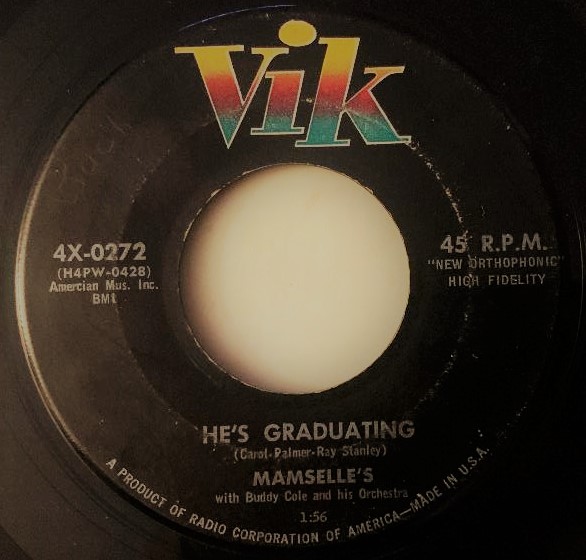 Vik
4X-0272
(H4PW-0428)
Amercian Mus. Inc.
BMI
45 R.P.M.
"NEW ORTHOPHONIC"
HIGH FIDELITY
HE'S GRADUATING
(Carol-Palmer-Ray Stanley)
MAMSELLE'S
with Buddy Cole and his Orchestra
1:56
A PRODUCT OF RADIO CORPORATION OF AMERICA—MADE IN U.S.A.